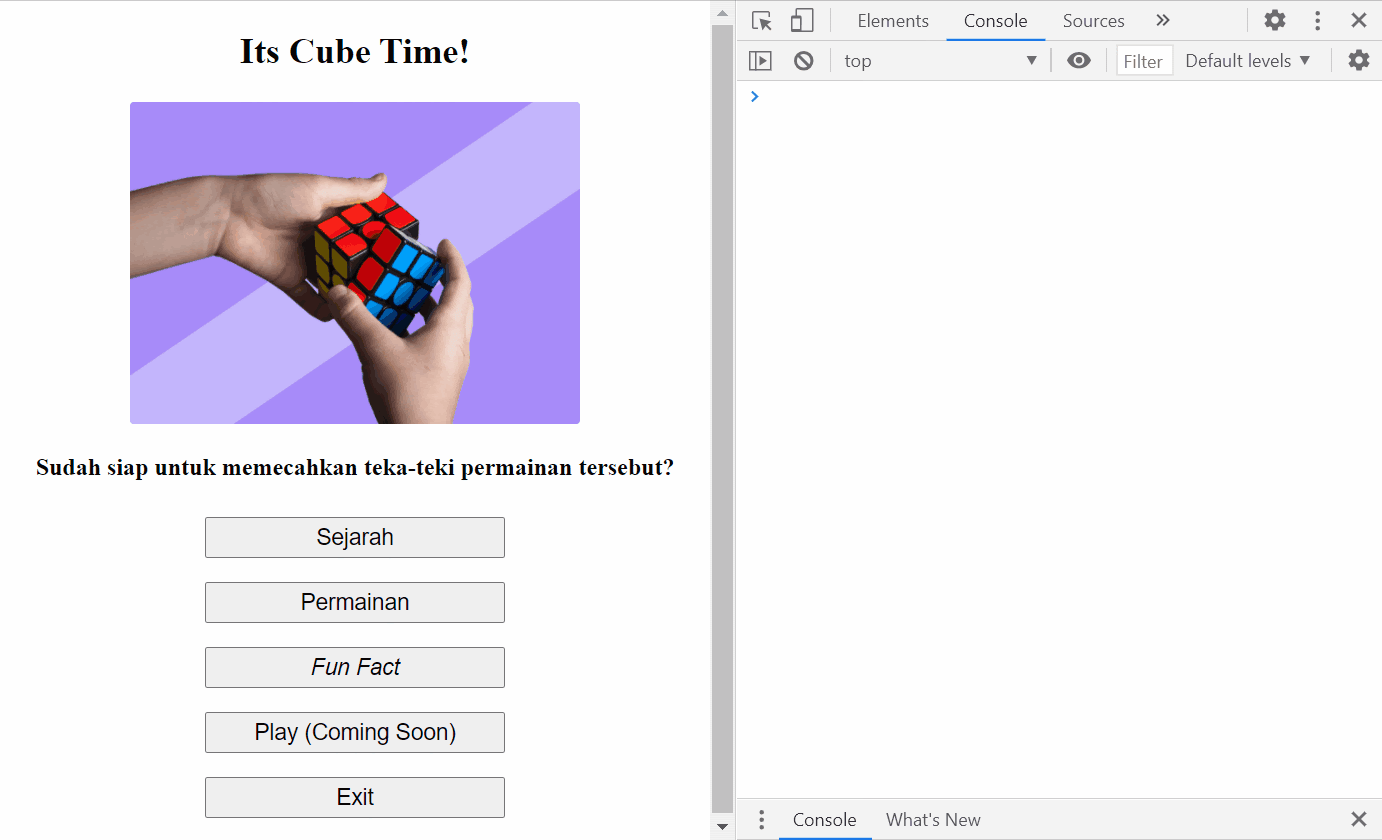 Its Cube Time!
Sudah siap untuk memecahkan teka-teki permainan tersebut?
Sejarah
Permainan
Fun Fact
Play (Coming Soon)
Exit
Elements Console Sources
top Filter Default levels
Console What's New